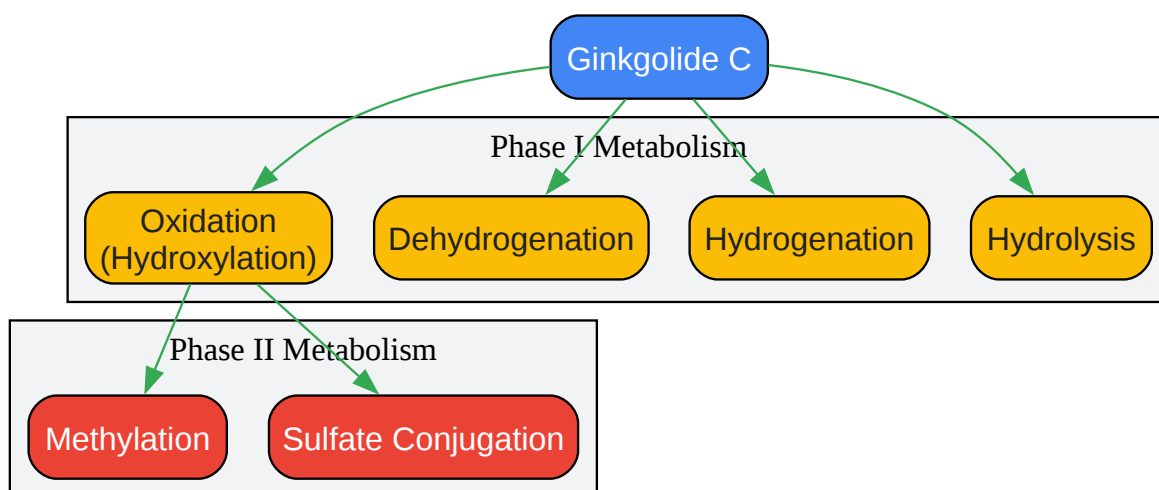 Ginkgolide C
Phase I Metabolism
Oxidation
(Hydroxylation)
Dehydrogenation
Hydrogenation
Hydrolysis
Phase II Metabolism
Methylation
Sulfate Conjugation